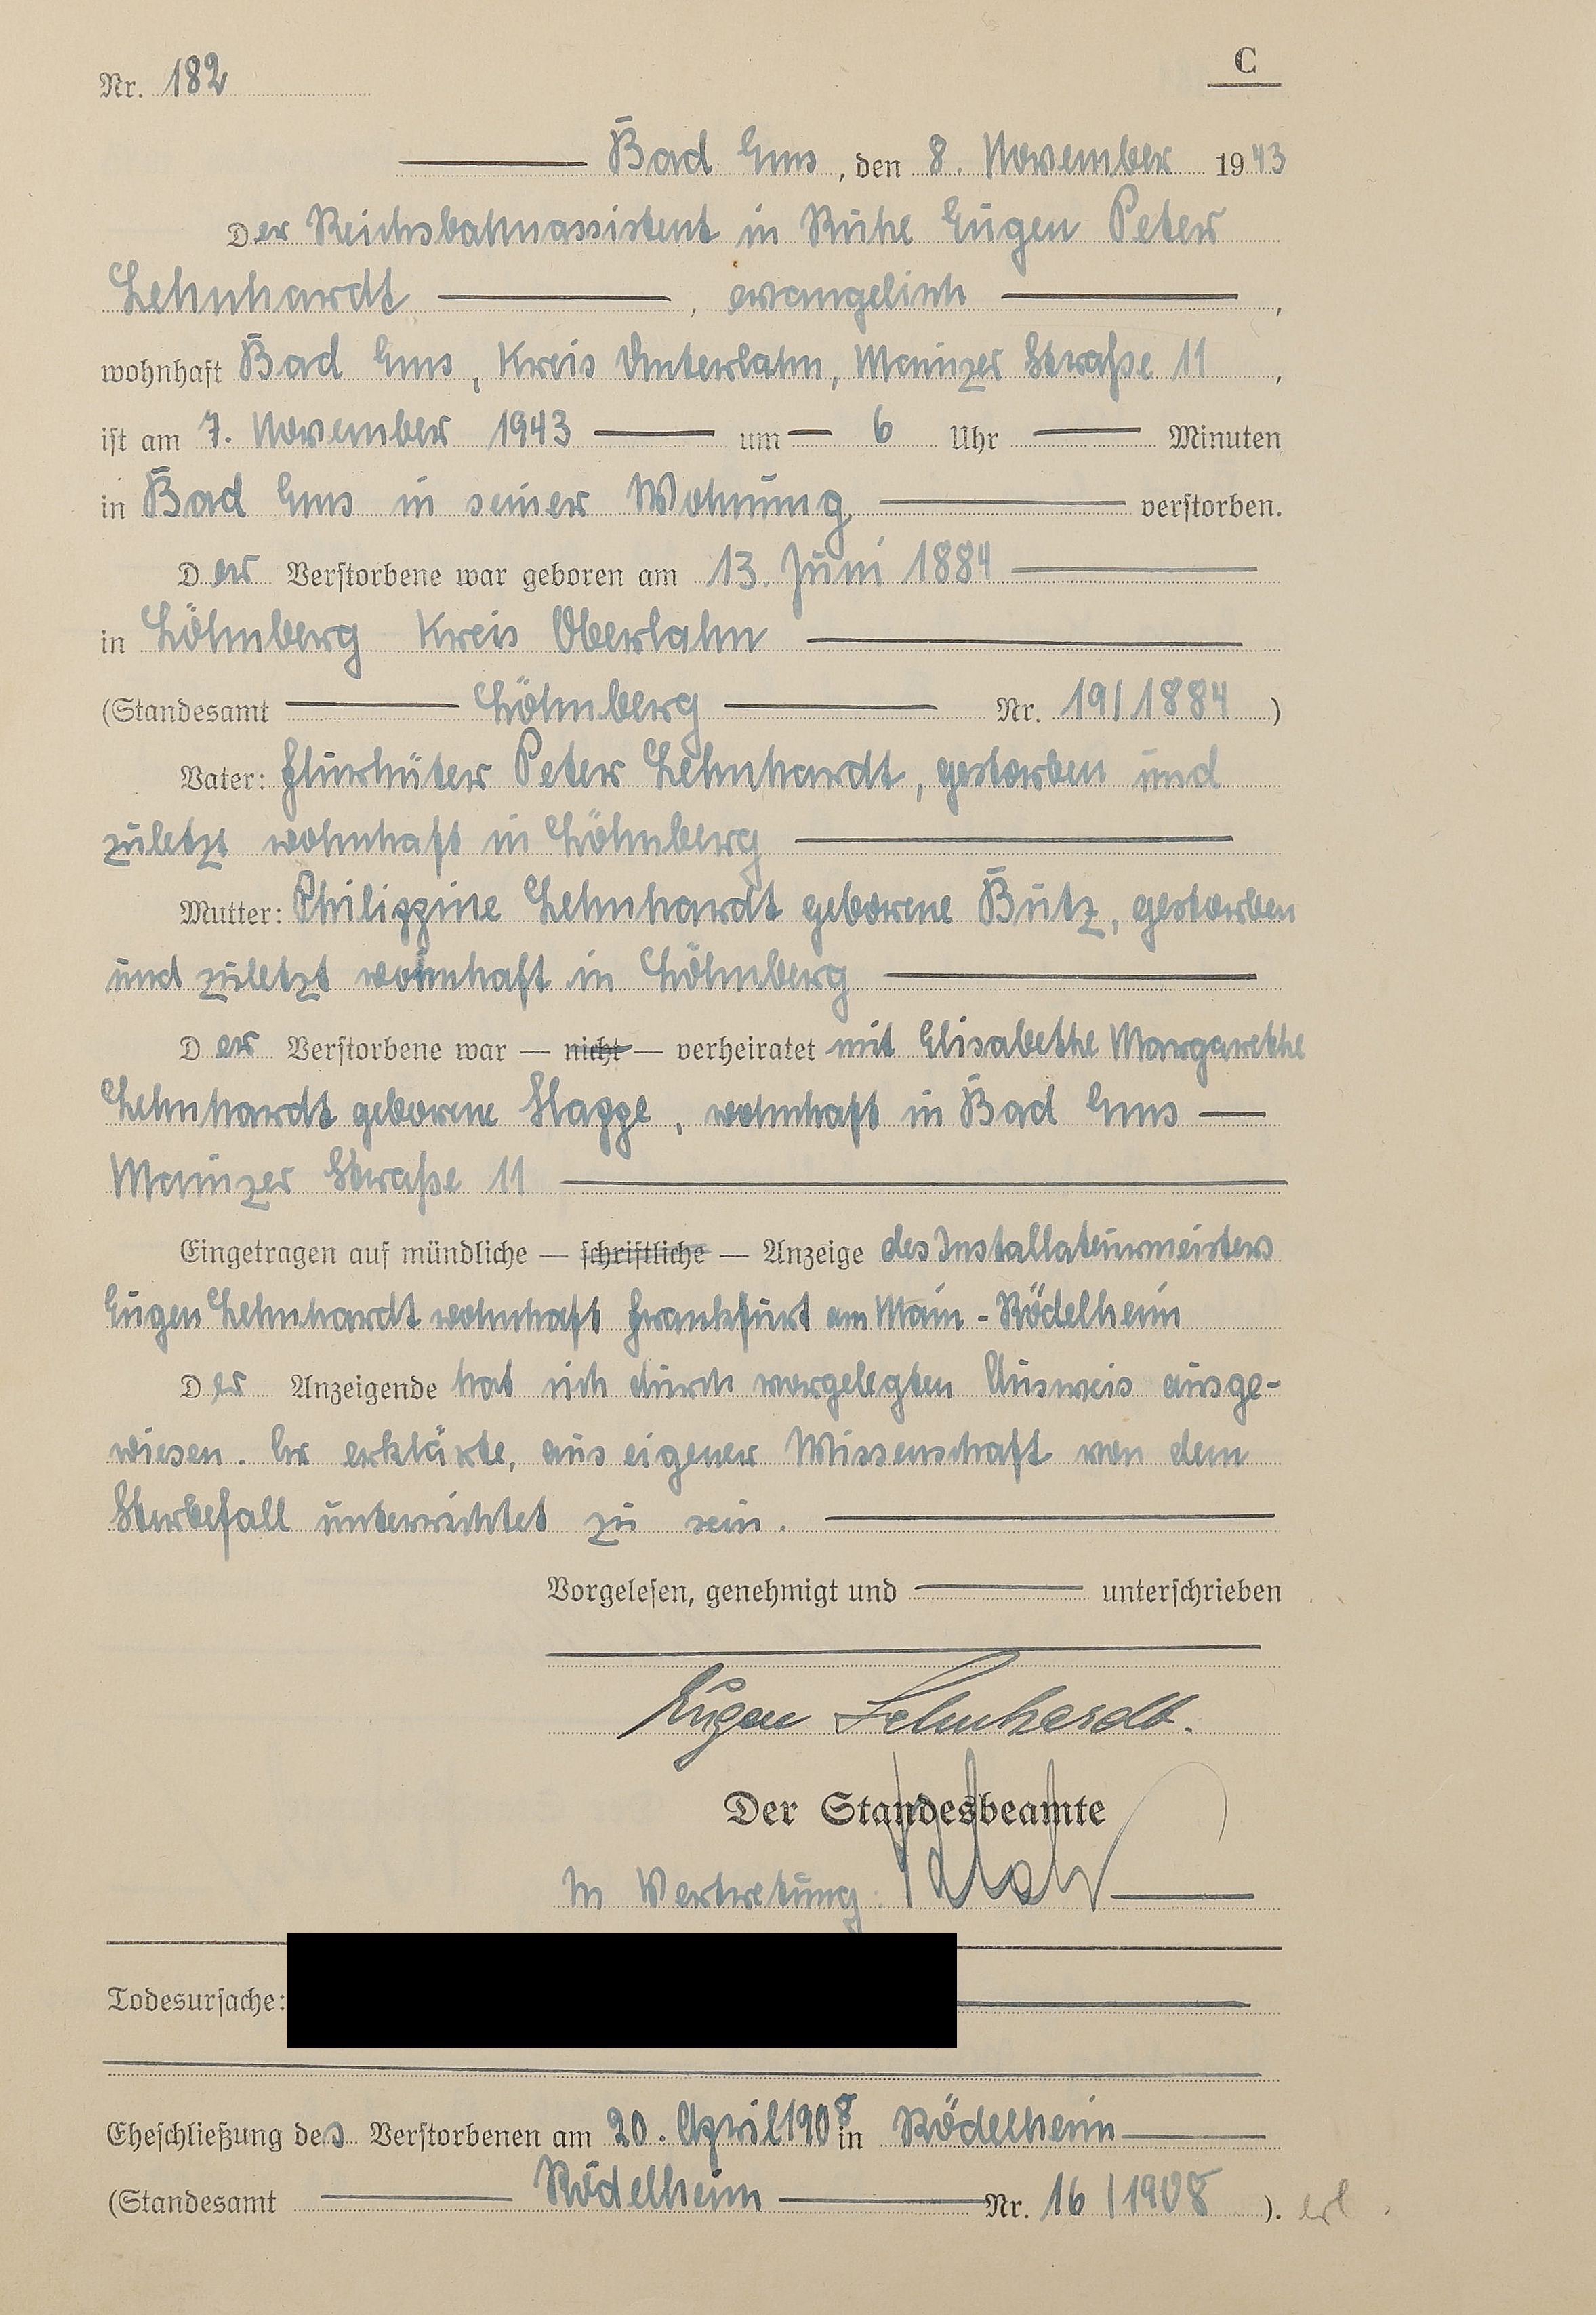 Nr. 182
C
Bad Ems, den 8. November 1943
Der Reichsbahnassistent in Ruhe Eugen Peter
Lehnhardt, evangelisch,
wohnhaft Bad Ems, Kreis Unterlahn, Mainzer Straße 11,
ist am 7. November 1943 um 6 Uhr Minuten
in Bad Ems in seiner Wohnung verstorben.
Der Verstorbene war geboren am 13. Juni 1884
in Löhnberg Kreis Oberlahn
(Standesamt Löhnberg Nr. 19/1884)
Vater: Flurhüter Peter Lehnhardt, gestorben und
zuletzt wohnhaft in Löhnberg
Mutter: Philippine Lehnhardt geborene Butz, gestorben
und zuletzt wohnhaft in Löhnberg
Der Verstorbene war — nicht — verheiratet mit Elisabethe Margarethe
Lehnhardt geborene Happe, wohnhaft in Bad Ems —
Mainzer Straße 11
Eingetragen auf mündliche — schriftliche — Anzeige des Installateurmeisters
Eugen Lehnhardt wohnhaft Frankfurt am Main - Rödelheim
Der Anzeigende hat sich durch vorgelegten Ausweis ausge-
wiesen. Er erklärte, aus eigener Wissenschaft von dem
Sterbefall unterrichtet zu sein.
Vorgelesen, genehmigt und unterschrieben
Eugen Lehnhardt.
Der Standesbeamte
In Vertretung:
Todesursache:
Eheschließung des Verstorbenen am 20. April 1908 in Rödelheim
(Standesamt Rödelheim Nr. 16/1908). erl.